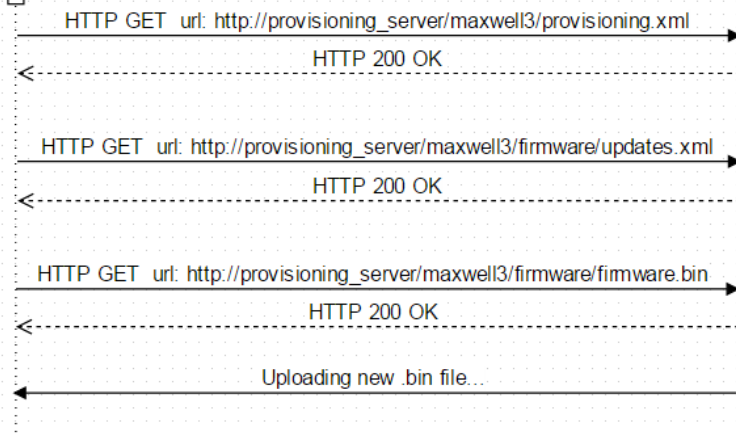 HTTP GET url: http://provisioning_server/maxwell3/provisioning.xml
HTTP 200 OK
HTTP GET url: http://provisioning_server/maxwell3/firmware/updates.xml
HTTP 200 OK
HTTP GET url: http://provisioning_server/maxwell3/firmware/firmware.bin
HTTP 200 OK
Uploading new .bin file...